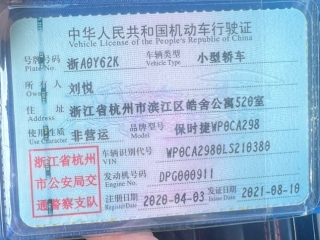 中华人民共和国机动车行驶证
Vehicle License of the People's Republic of China
号牌号码 浙A0Y62K 车辆类型 小型轿车
Plate No. Vehicle Type
所有人 刘悦
Owner
住址 浙江省杭州市滨江区皓舍公寓520室
Address
使用性质 非营运 品牌型号 保时捷WP0CA298
Use Character Model
浙江省杭州市公安局交通警察支队
车辆识别代号 WP0CA2980LS210380
VIN
发动机号码 DPG000911
Engine No.
注册日期 2020-04-03 发证日期 2021-08-10
Register Date Issue Date